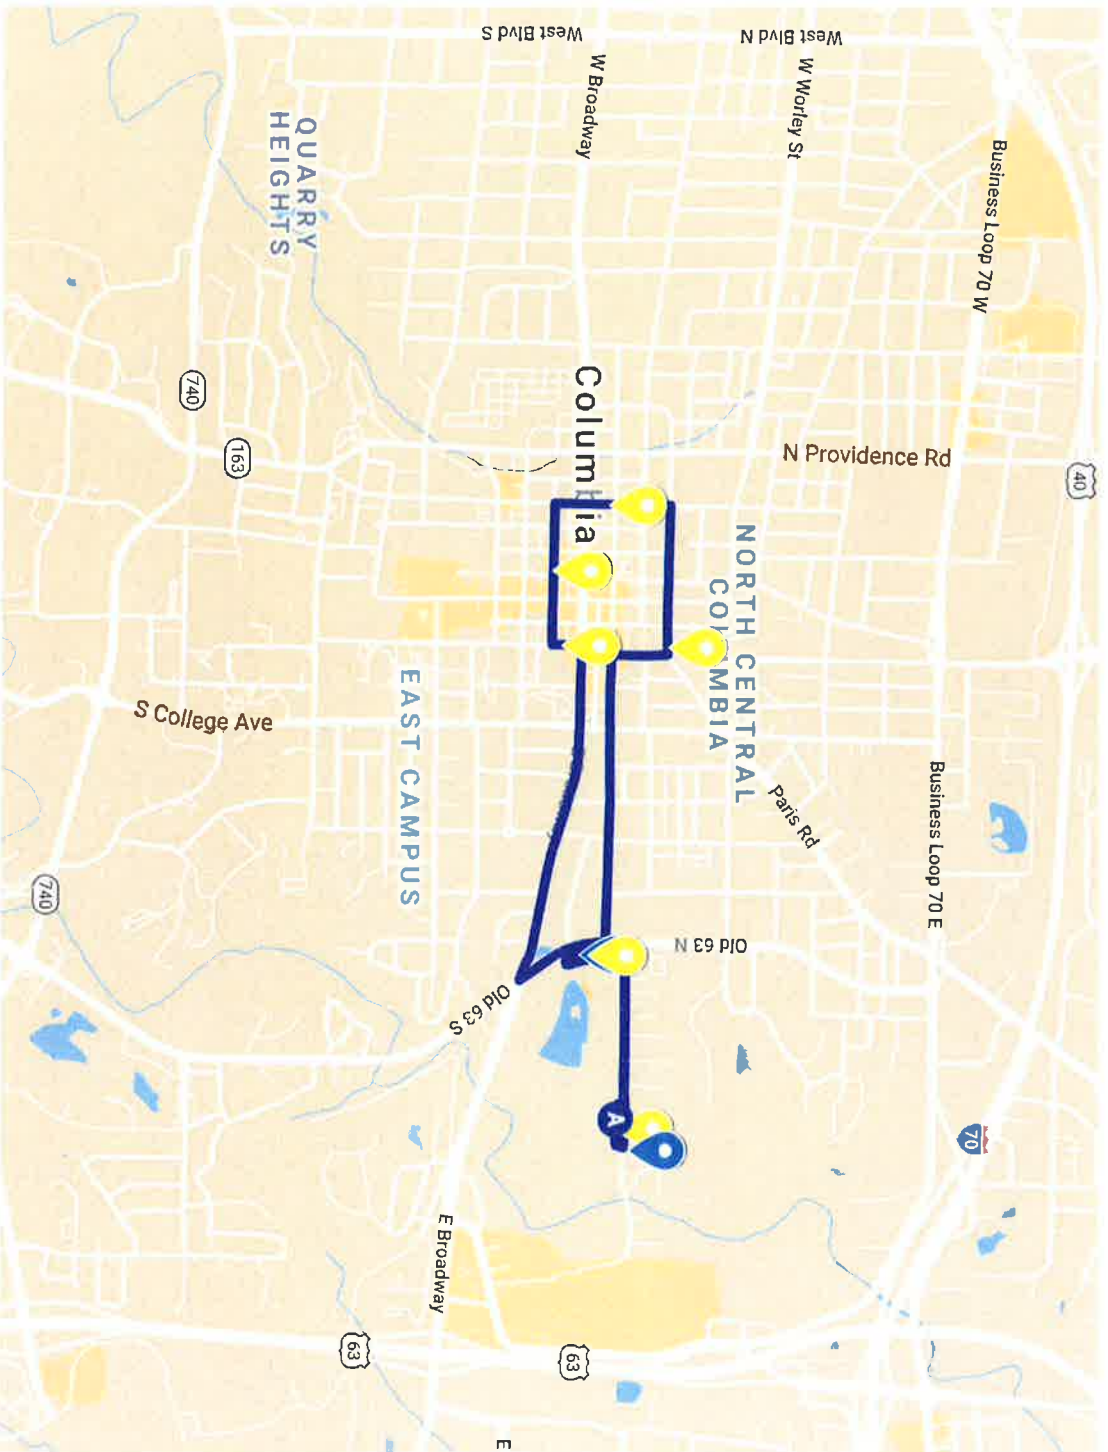 West Blvd S
West Blvd N
W Broadway
W Worley St
Business Loop 70 W
QUARRY
HEIGHTS
740
163
Columbia
N Providence Rd
40
NORTH CENTRAL
COLUMBIA
S College Ave
EAST CAMPUS
Paris Rd
Business Loop 70 E
740
Old 63 N
Old 63 S
A
70
E Broadway
63
63
E